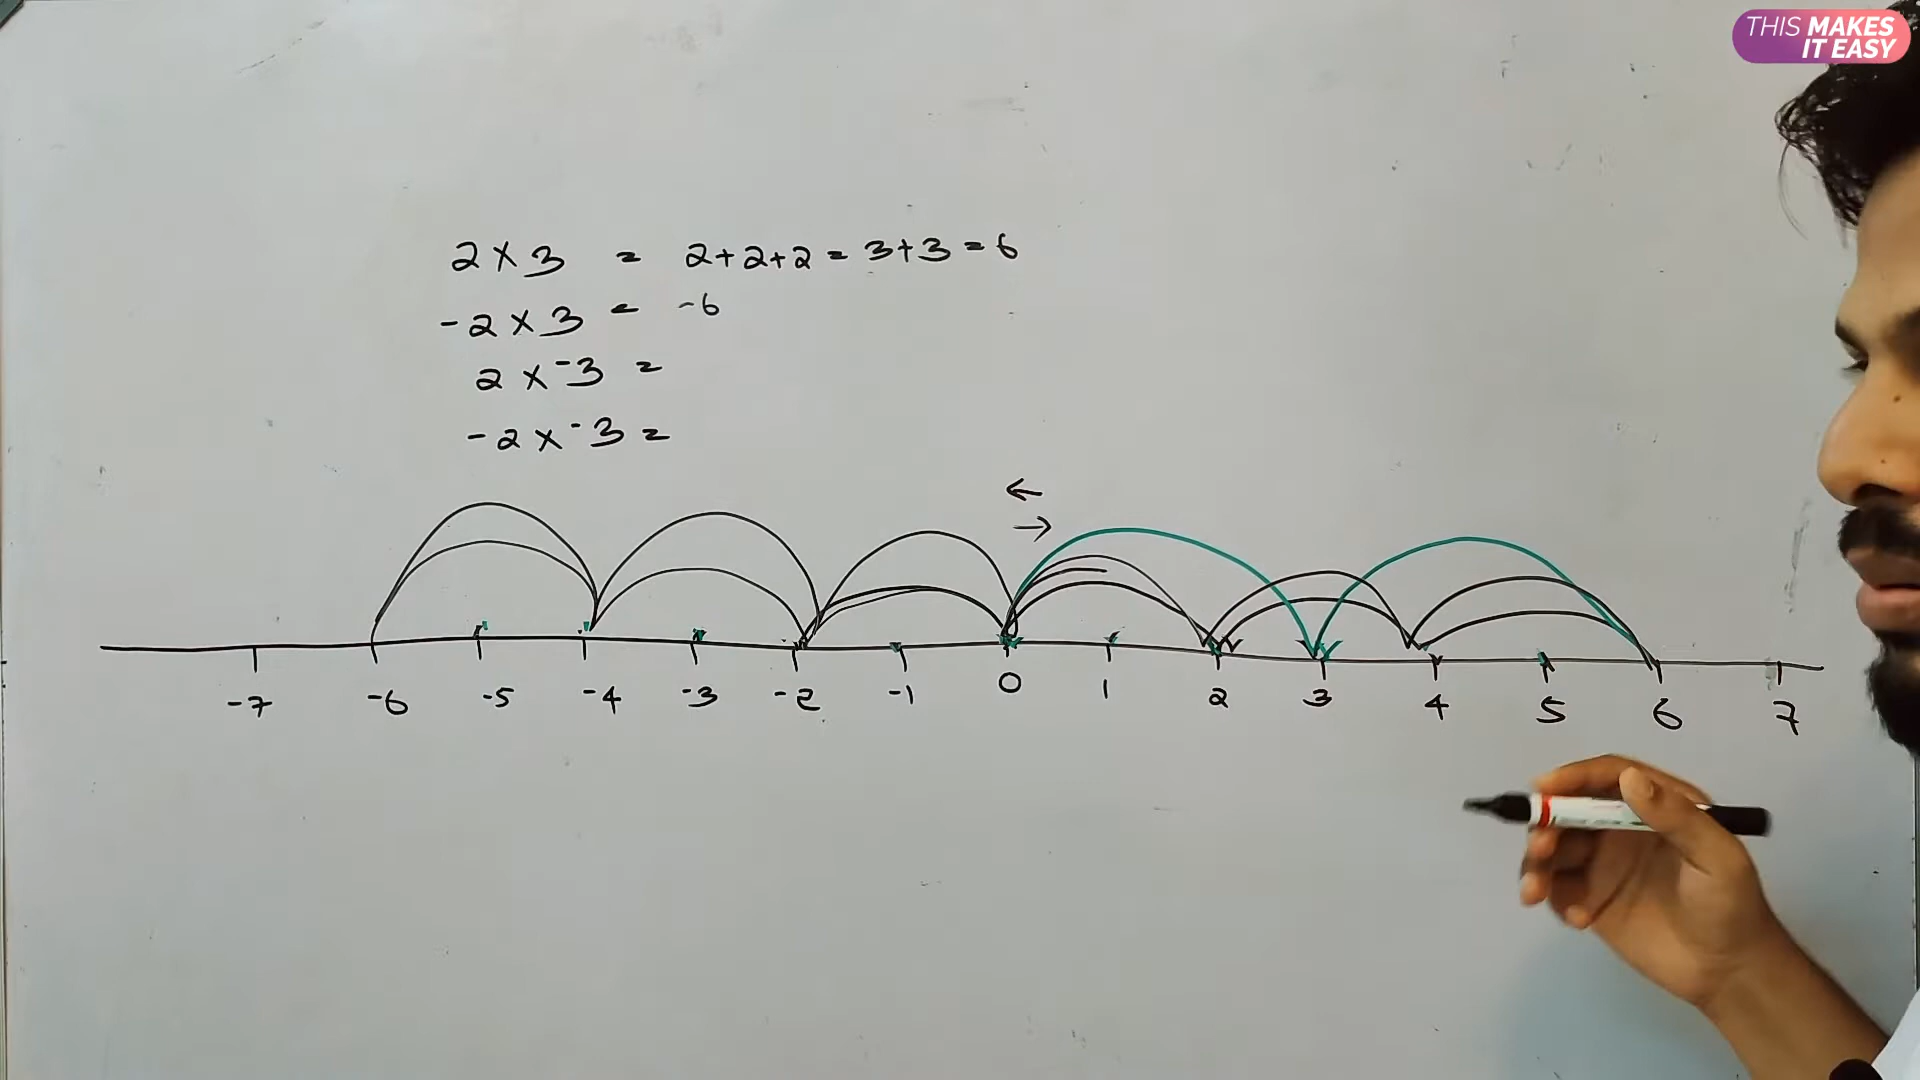 THIS MAKES
IT EASY
2 × 3 = 2+2+2 = 3+3 = 6
-2 × 3 = -6
2 × -3 =
-2 × -3 =
← 
→
-7 -6 -5 -4 -3 -2 -1 0 1 2 3 4 5 6 7